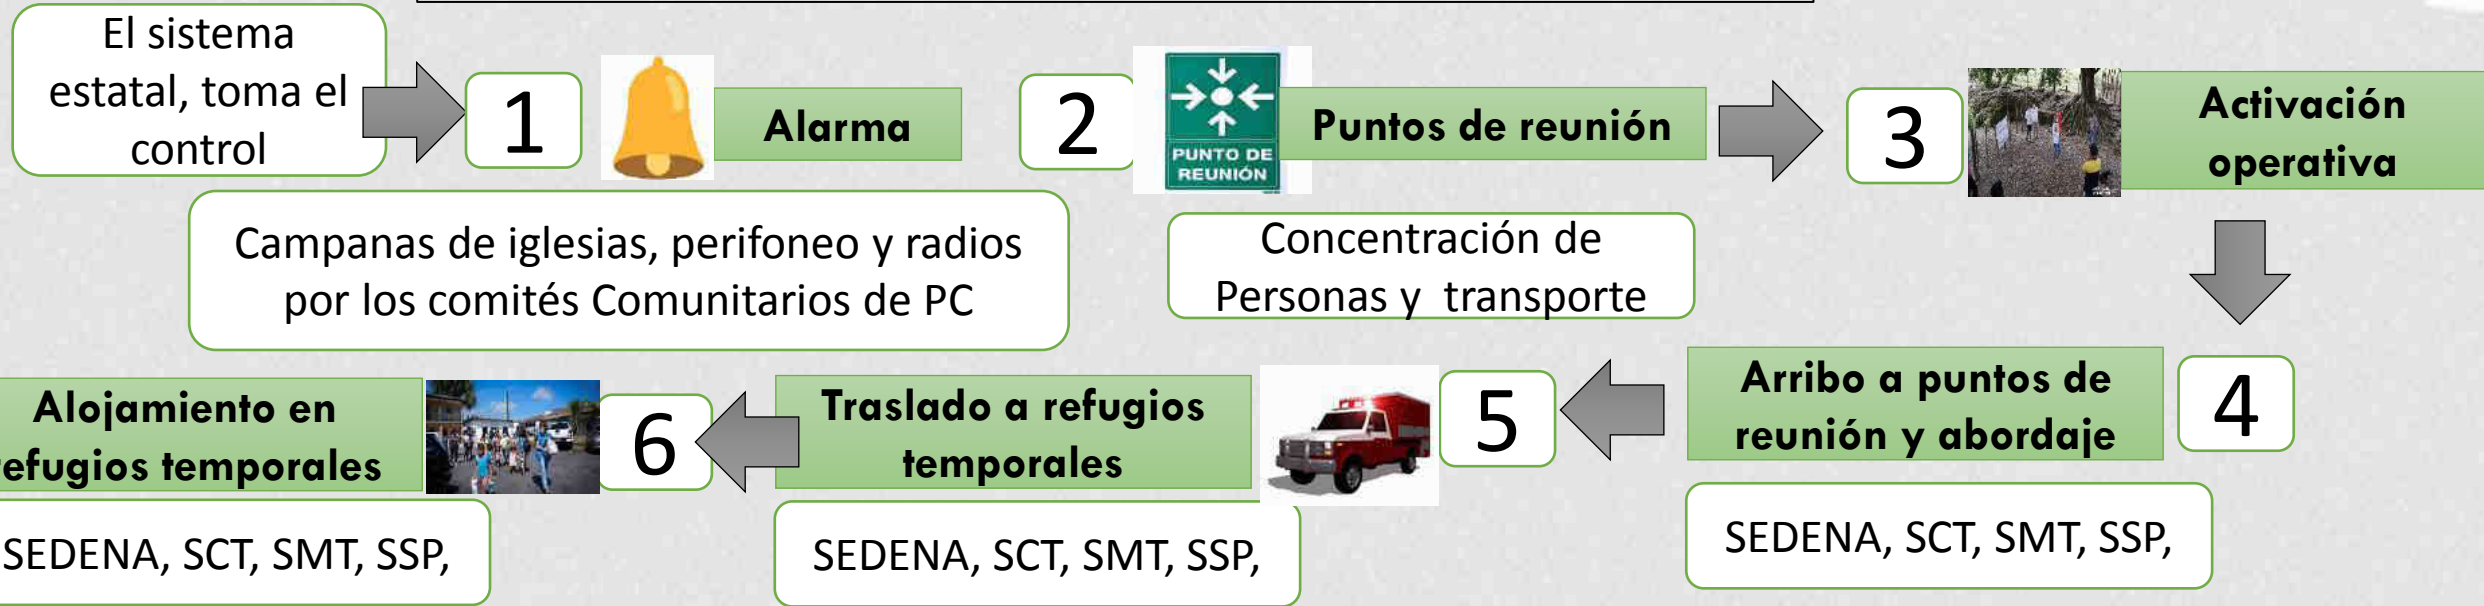 El sistema
estatal, toma el
control
1
Alarma
Campanas de iglesias, perifoneo y radios
por los comités Comunitarios de PC
2
PUNTO DE
REUNIÓN
Puntos de reunión
Concentración de
Personas y transporte
3
Activación
operativa
4
Arribo a puntos de
reunión y abordaje
SEDENA, SCT, SMT, SSP,
5
Traslado a refugios
temporales
SEDENA, SCT, SMT, SSP,
6
Alojamiento en
refugios temporales
SEDENA, SCT, SMT, SSP,